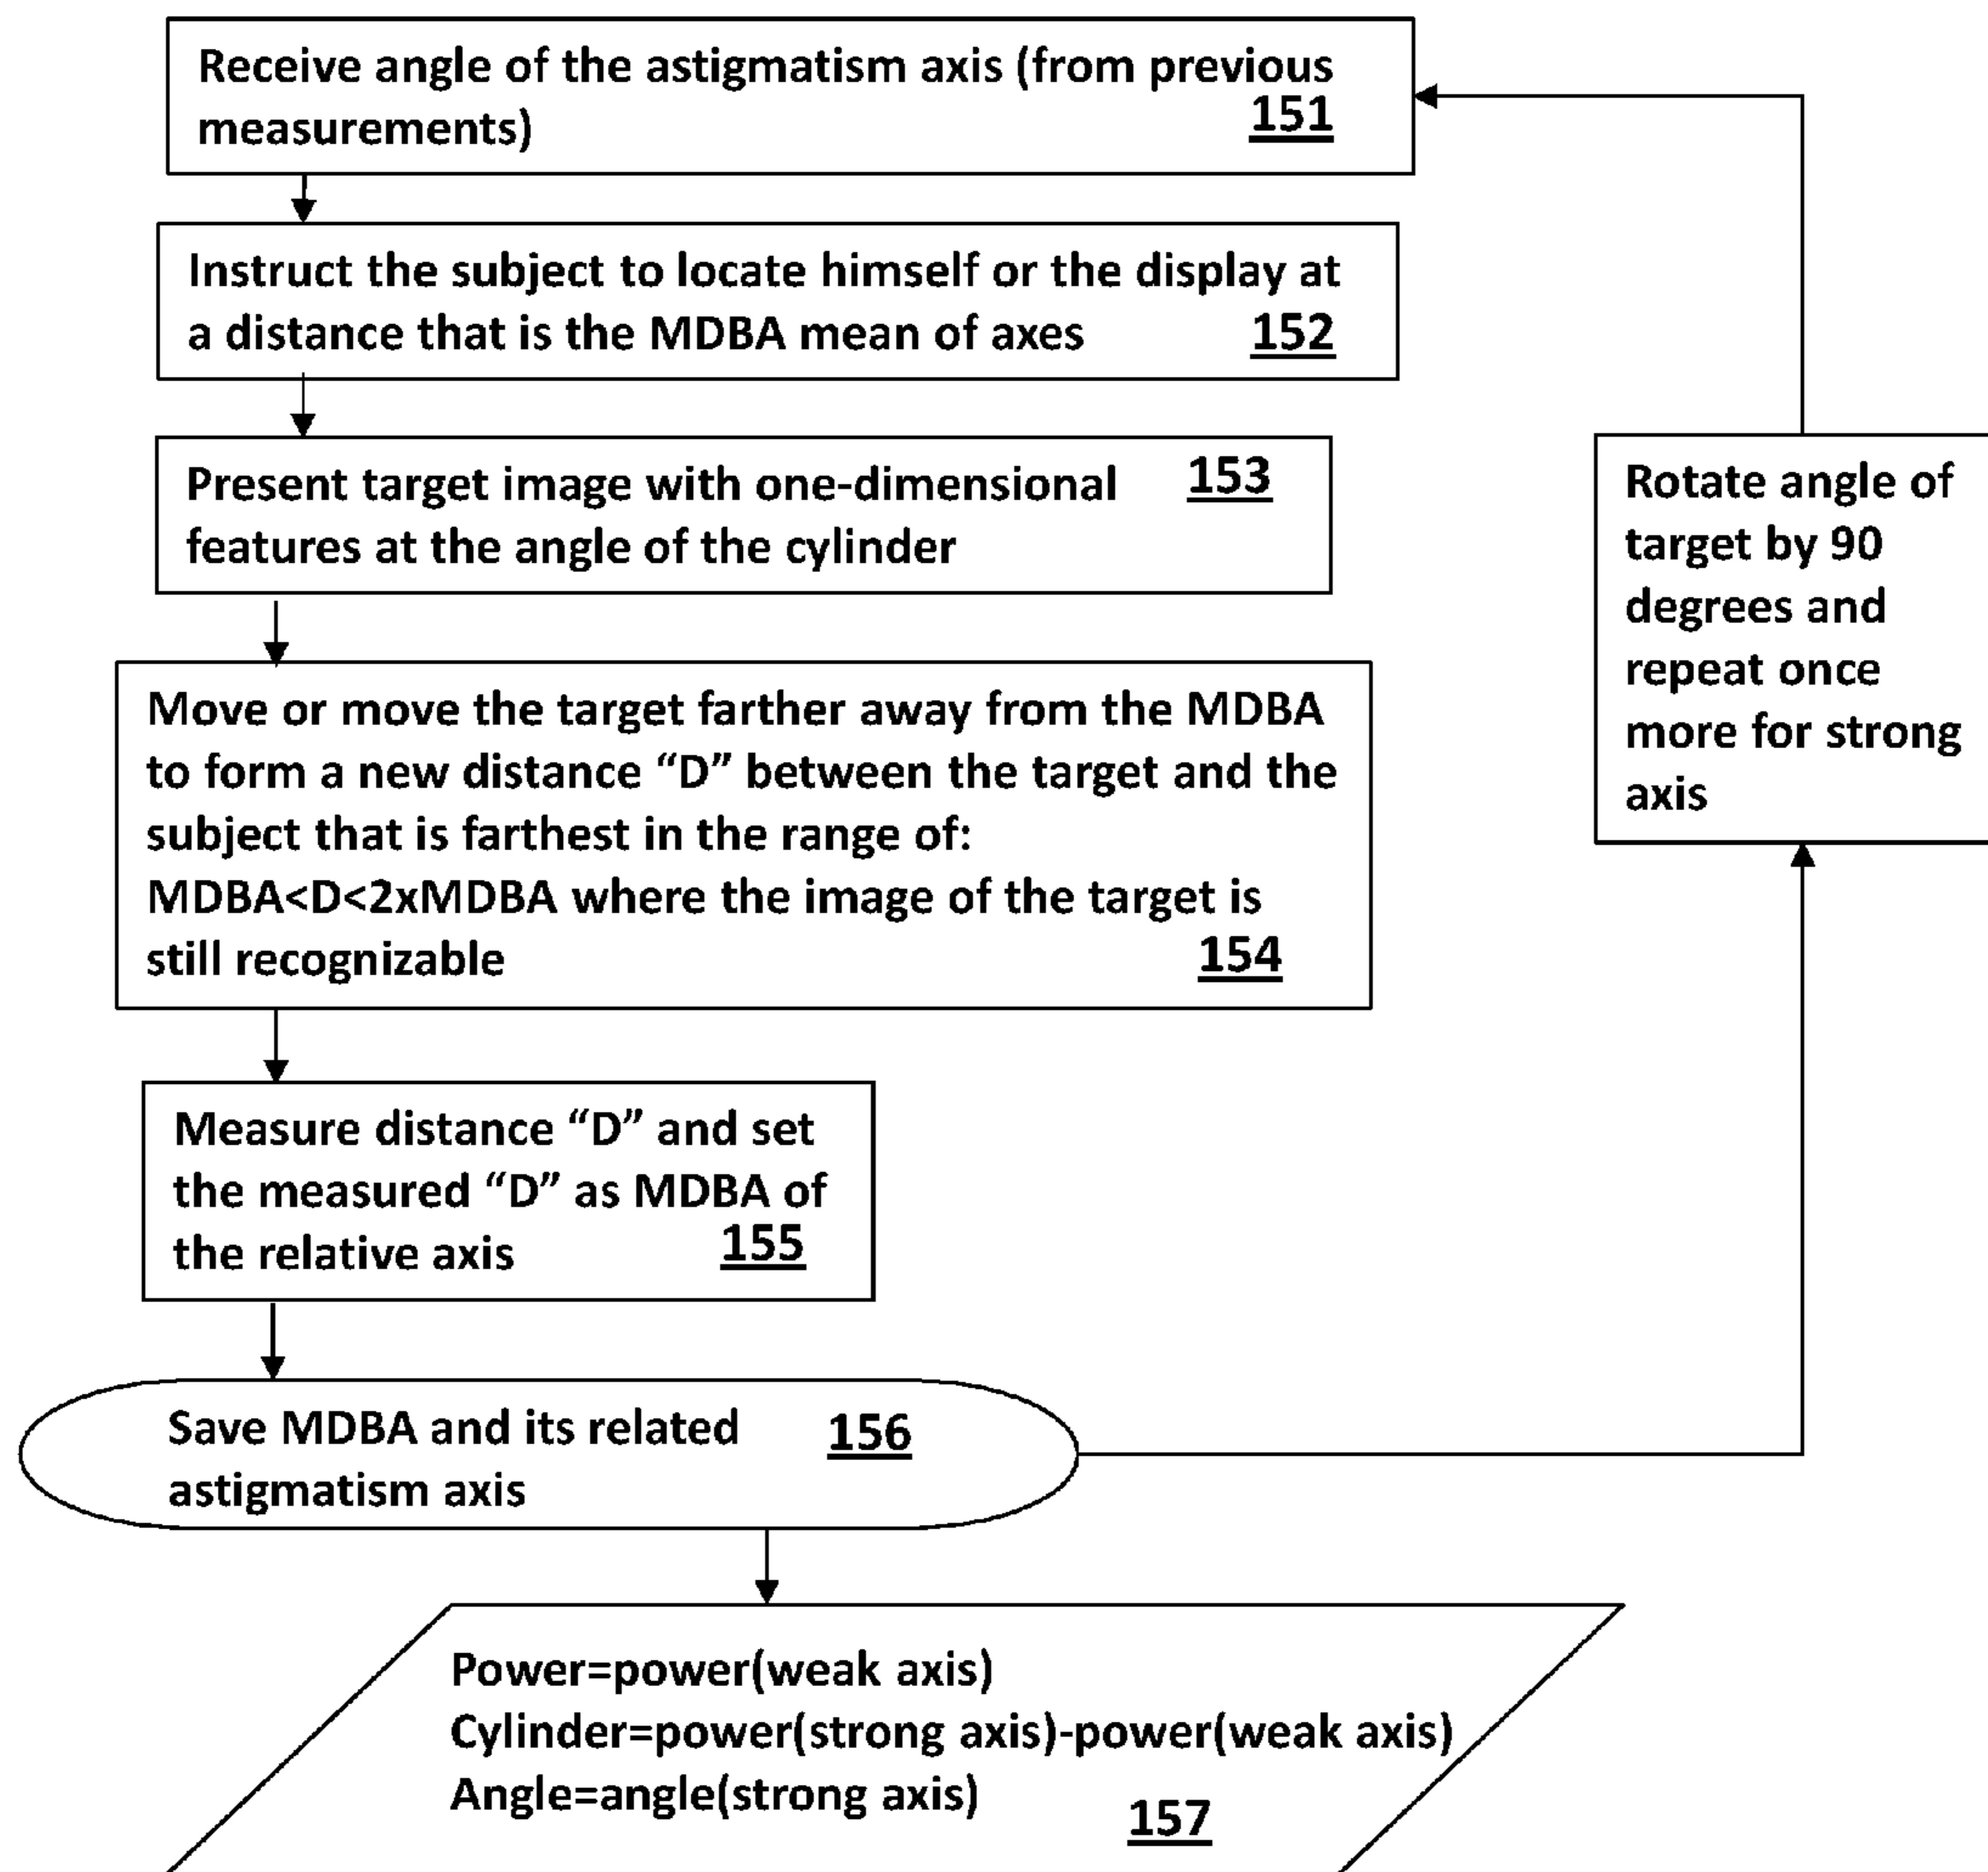 Receive angle of the astigmatism axis (from previous
measurements) 151
Instruct the subject to locate himself or the display at
a distance that is the MDBA mean of axes 152
Present target image with one-dimensional 153
features at the angle of the cylinder
Move or move the target farther away from the MDBA
to form a new distance “D” between the target and the
subject that is farthest in the range of:
MDBA<D<2xMDBA where the image of the target is
still recognizable 154
Measure distance “D” and set
the measured “D” as MDBA of
the relative axis 155
Save MDBA and its related 156
astigmatism axis
Rotate angle of
target by 90
degrees and
repeat once
more for strong
axis
Power=power(weak axis)
Cylinder=power(strong axis)-power(weak axis)
Angle=angle(strong axis)
157